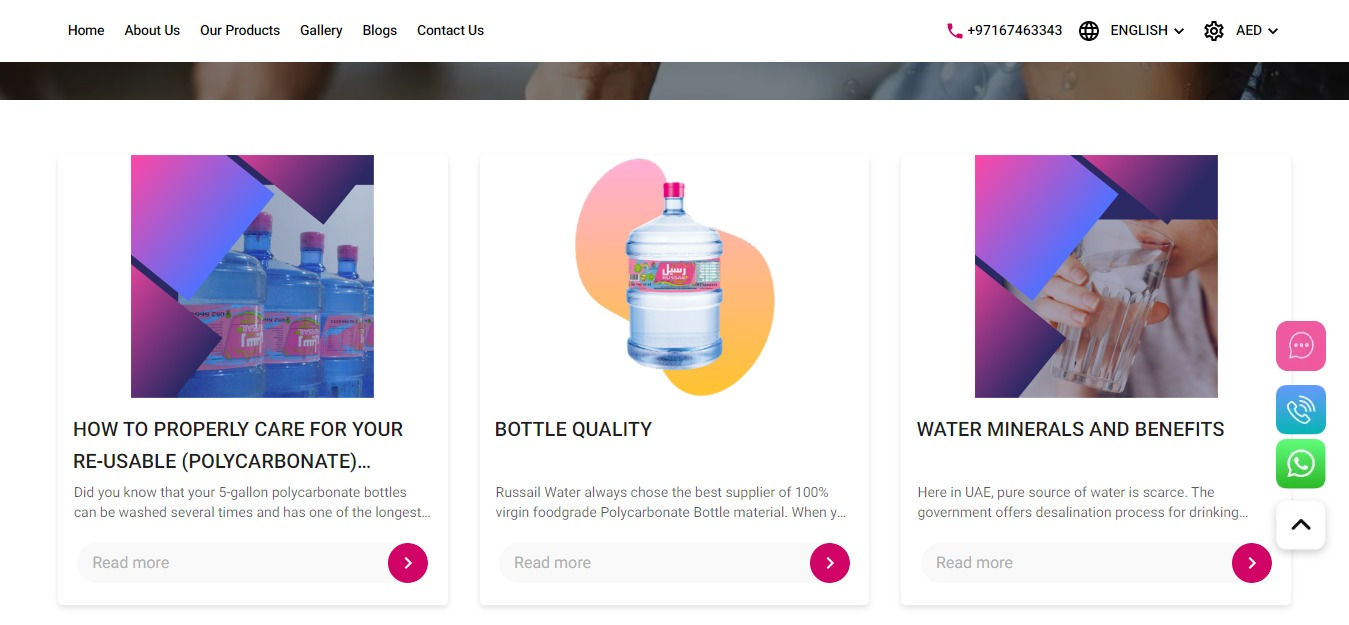 Home About Us Our Products Gallery Blogs Contact Us +97167463343 ENGLISH AED
رسيل
RUSSAIL
HOW TO PROPERLY CARE FOR YOUR
RE-USABLE (POLYCARBONATE)...
Did you know that your 5-gallon polycarbonate bottles
can be washed several times and has one of the longest...
Read more
BOTTLE QUALITY
Russail Water always chose the best supplier of 100%
virgin foodgrade Polycarbonate Bottle material. When y...
Read more
WATER MINERALS AND BENEFITS
Here in UAE, pure source of water is scarce. The
government offers desalination process for drinking...
Read more